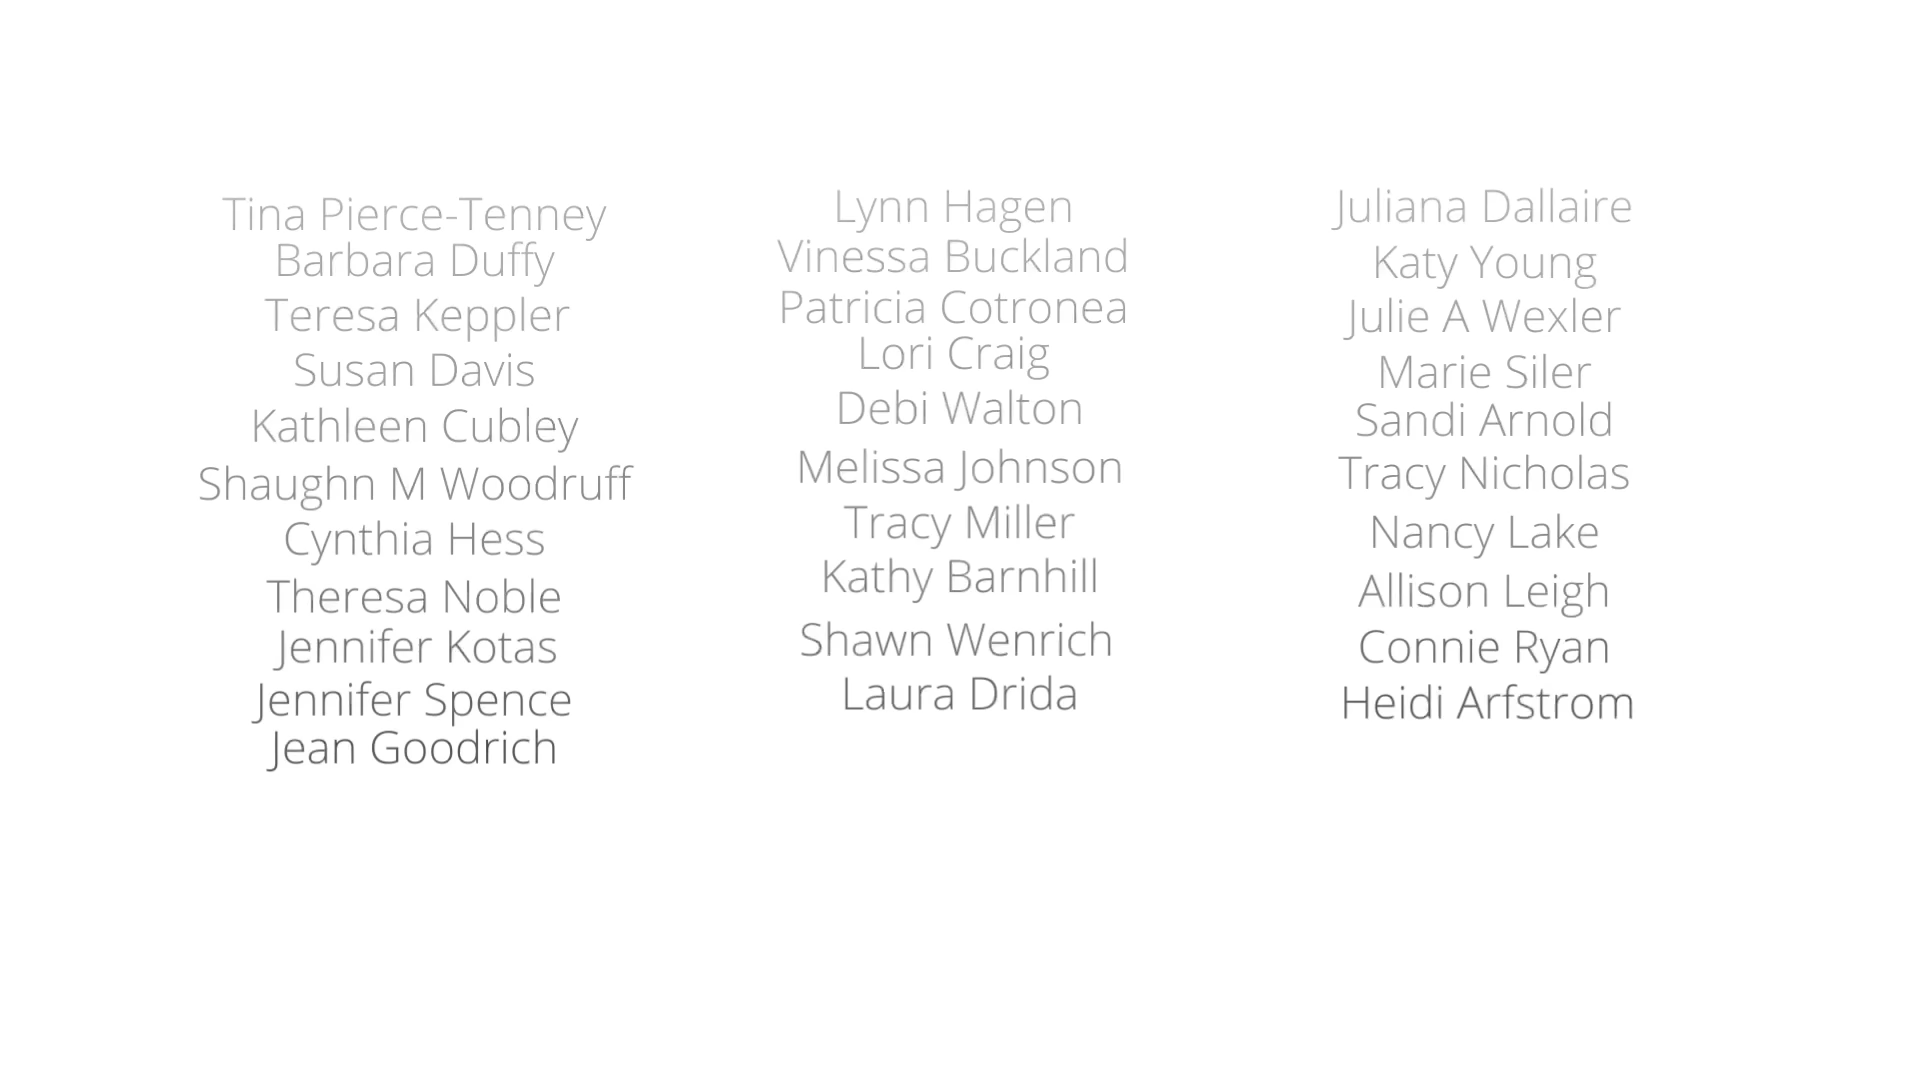 Tina Pierce-Tenney
Barbara Duffy
Teresa Keppler
Susan Davis
Kathleen Cubley
Shaughn M Woodruff
Cynthia Hess
Theresa Noble
Jennifer Kotas
Jennifer Spence
Jean Goodrich
Lynn Hagen
Vinessa Buckland
Patricia Cotronea
Lori Craig
Debi Walton
Melissa Johnson
Tracy Miller
Kathy Barnhill
Shawn Wenrich
Laura Drida
Juliana Dallaire
Katy Young
Julie A Wexler
Marie Siler
Sandi Arnold
Tracy Nicholas
Nancy Lake
Allison Leigh
Connie Ryan
Heidi Arfstrom